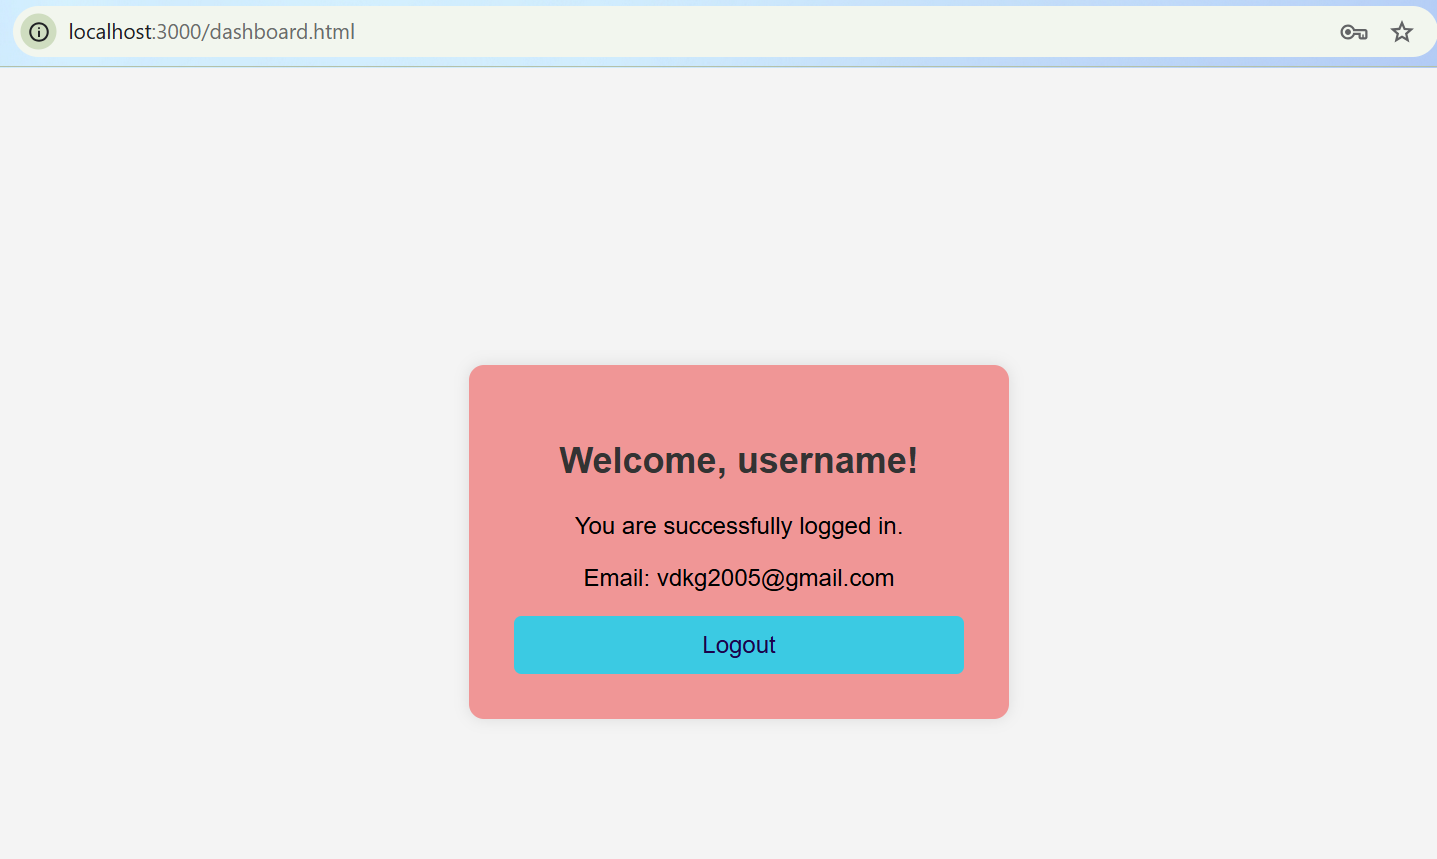 localhost:3000/dashboard.html
Welcome, username!
You are successfully logged in.
Email: vdkg2005@gmail.com
Logout